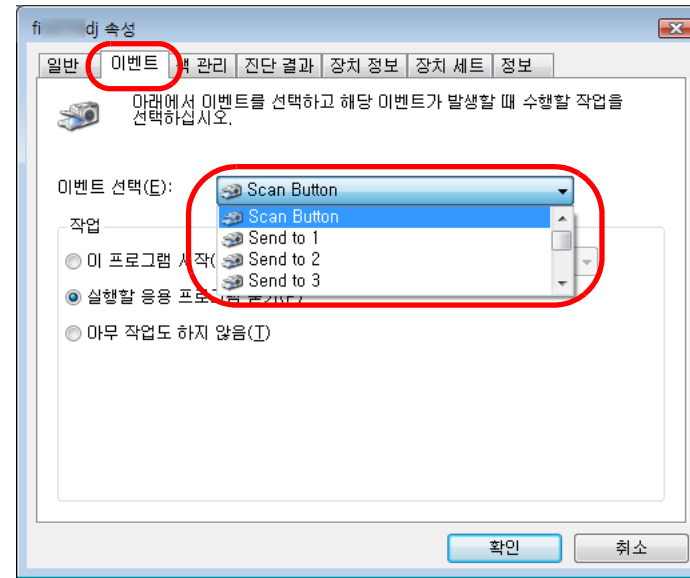 fi dj 속성
일반 이벤트 색 관리 진단 결과 장치 정보 장치 세트 정보
아래에서 이벤트를 선택하고 해당 이벤트가 발생할 때 수행할 작업을
선택하십시오.
이벤트 선택(E): Scan Button
Scan Button
작업
Send to 1
이 프로그램 시작(
Send to 2
Send to 3
실행할 응용 프로그램 묻기(F)
아무 작업도 하지 않음(T)
확인 취소